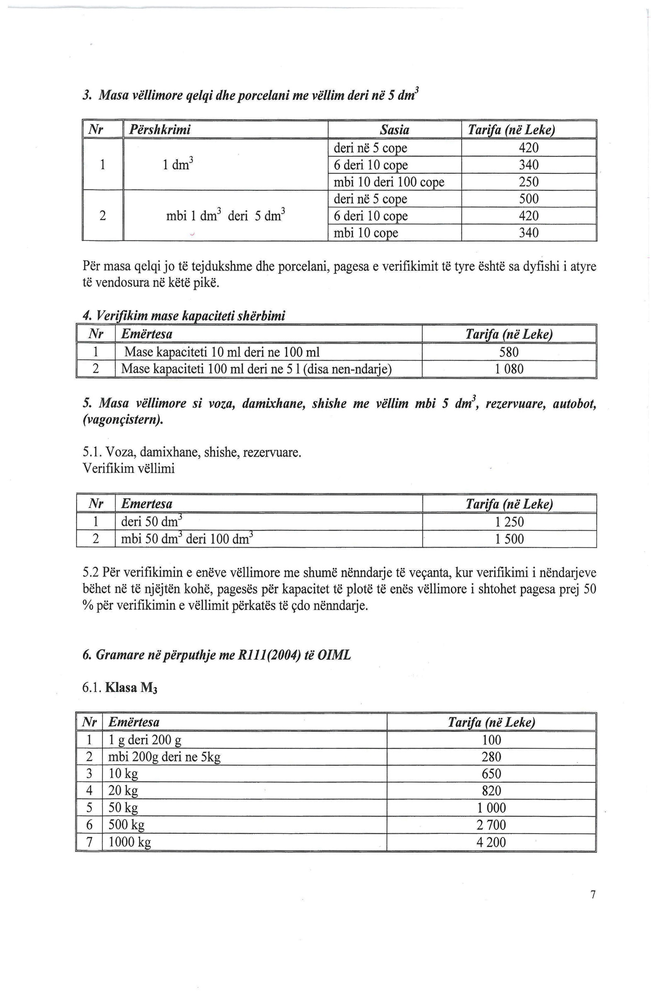 3. Masa vëllimore qelqi dhe porcelani me vëllim deri në 5 dm³
Nr Përshkrimi Sasia Tarifa (në Leke)
1 1 dm³ deri në 5 cope 420
6 deri 10 cope 340
mbi 10 deri 100 cope 250
2 mbi 1 dm³ deri 5 dm³ deri në 5 cope 500
6 deri 10 cope 420
mbi 10 cope 340
Për masa qelqi jo të tejdukshme dhe porcelani, pagesa e verifikimit të tyre është sa dyfishi i atyre
të vendosura në këtë pikë.
4. Verifikim mase kapaciteti shërbimi
Nr Emërtesa Tarifa (në Leke)
1 Mase kapaciteti 10 ml deri ne 100 ml 580
2 Mase kapaciteti 100 ml deri ne 5 l (disa nen-ndarje) 1 080
5. Masa vëllimore si voza, damixhane, shishe me vëllim mbi 5 dm³, rezervuare, autobot,
(vagonçistern).
5.1. Voza, damixhane, shishe, rezervuare.
Verifikim vëllimi
Nr Emertesa Tarifa (në Leke)
1 deri 50 dm³ 1 250
2 mbi 50 dm³ deri 100 dm³ 1 500
5.2 Për verifikimin e enëve vëllimore me shumë nënndarje të veçanta, kur verifikimi i nëndarjeve
bëhet në të njëjtën kohë, pagesës për kapacitet të plotë të enës vëllimore i shtohet pagesa prej 50
% për verifikimin e vëllimit përkatës të çdo nënndarje.
6. Gramare në përputhje me R111(2004) të OIML
6.1. Klasa M₃
Nr Emërtesa Tarifa (në Leke)
1 1 g deri 200 g 100
2 mbi 200g deri ne 5kg 280
3 10 kg 650
4 20 kg 820
5 50 kg 1 000
6 500 kg 2 700
7 1000 kg 4 200
7